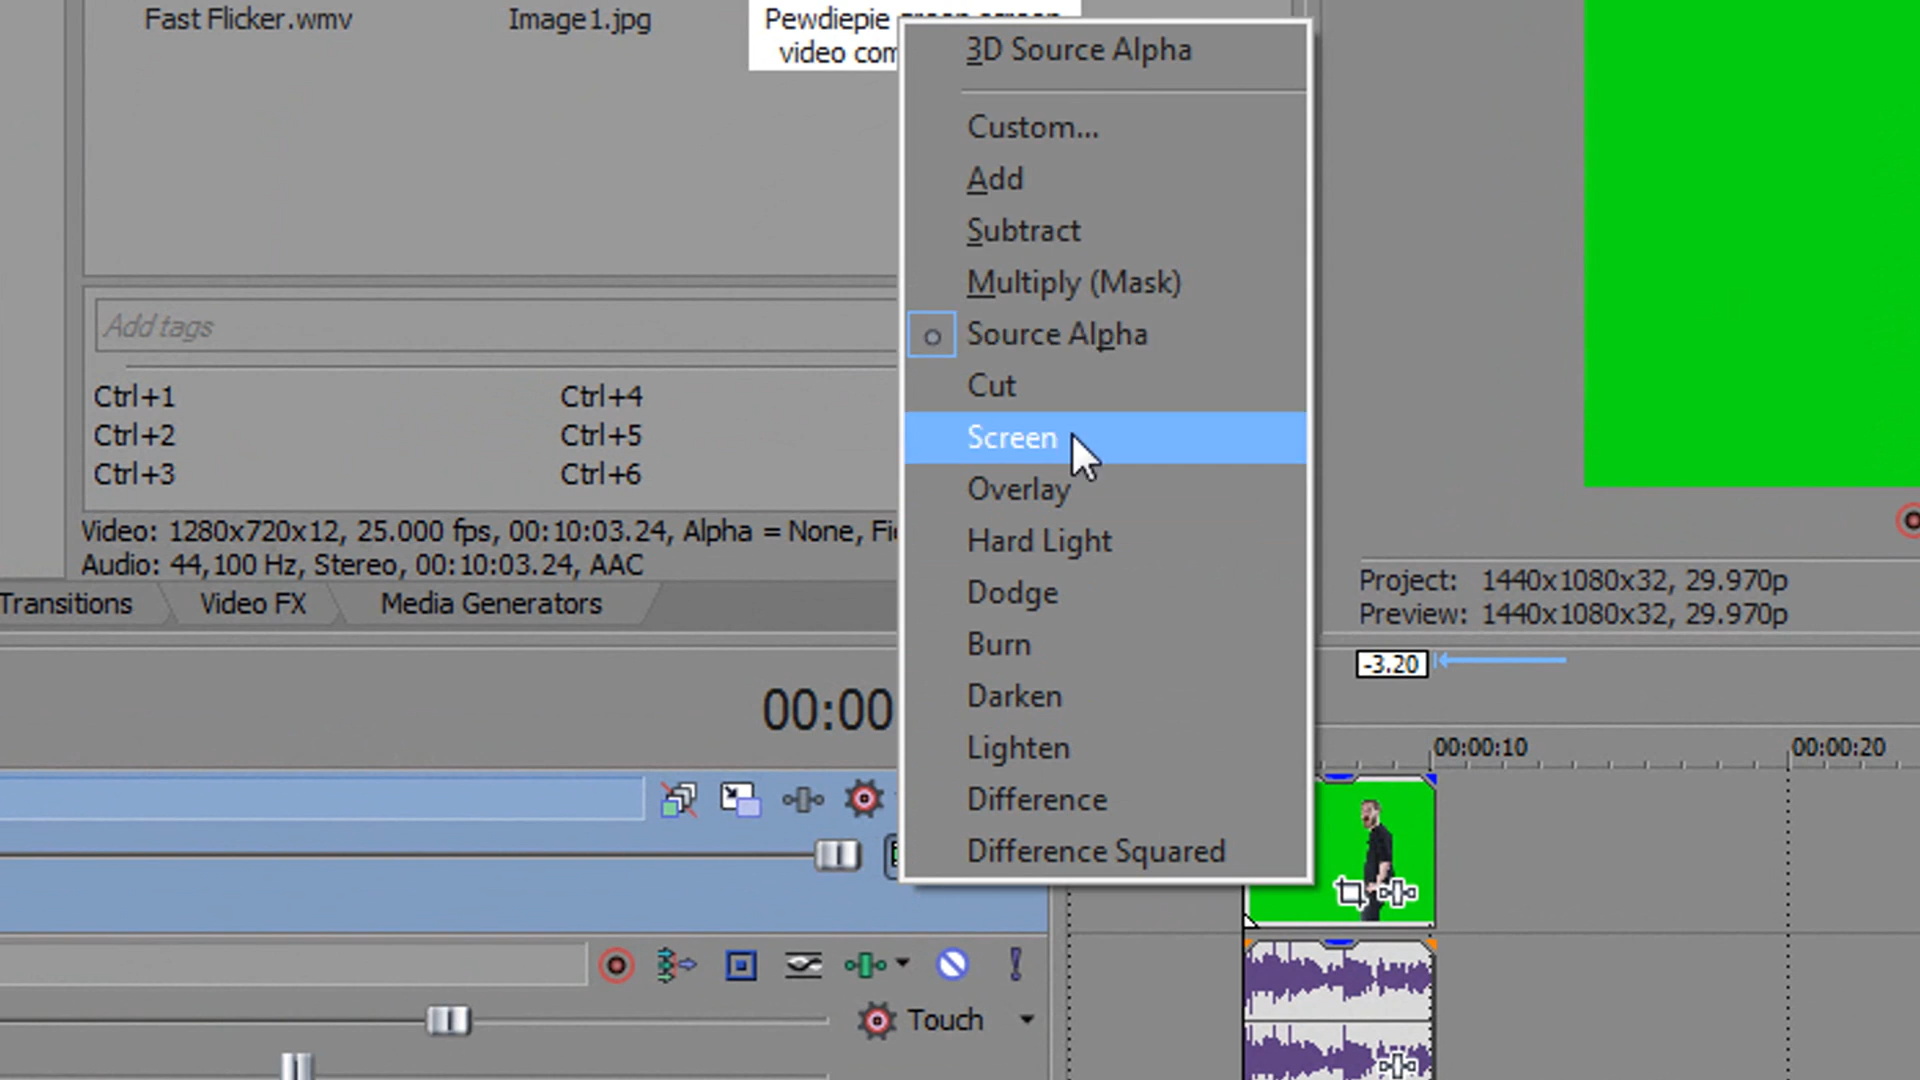 Fast Flicker.wmv
Image1.jpg
Pewdiepie green screen
video com
3D Source Alpha
Custom...
Add
Subtract
Multiply (Mask)
Source Alpha
Cut
Screen
Overlay
Hard Light
Dodge
Burn
Darken
Lighten
Difference
Difference Squared
Add tags
Ctrl+1
Ctrl+4
Ctrl+2
Ctrl+5
Ctrl+3
Ctrl+6
Video: 1280x720x12, 25.000 fps, 00:10:03.24, Alpha = None, Fi
Audio: 44,100 Hz, Stereo, 00:10:03.24, AAC
Transitions
Video FX
Media Generators
Project: 1440x1080x32, 29.970p
Preview: 1440x1080x32, 29.970p
-3.20
00:00
00:00:10
00:00:20
Touch